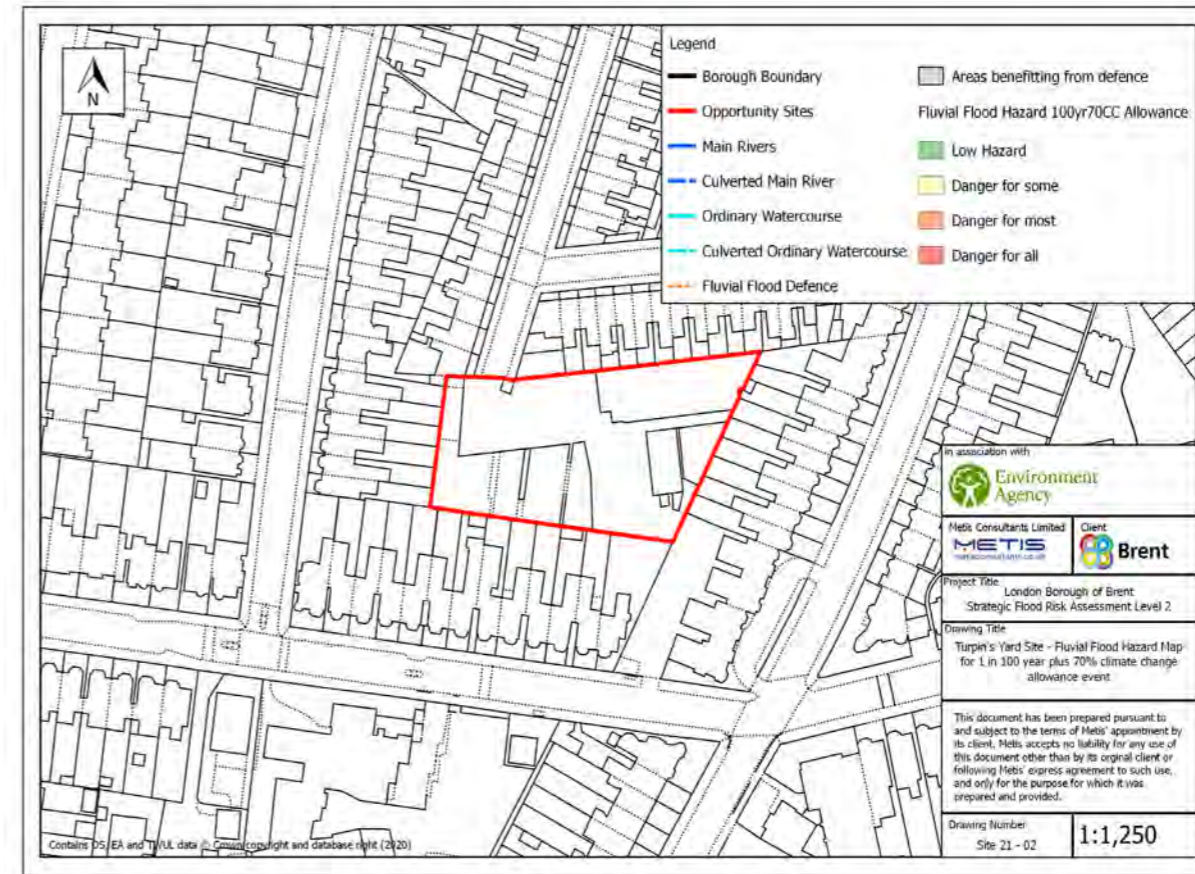 N
Legend
Borough Boundary
Opportunity Sites
Main Rivers
Culverted Main River
Ordinary Watercourse
Culverted Ordinary Watercourse
Fluvial Flood Defence
Areas benefitting from defence
Fluvial Flood Hazard 100yr70CC Allowance
Low Hazard
Danger for some
Danger for most
Danger for all
In association with
Environment
Agency
Metis Consultants Limited
METIS
metisconsultants.co.uk
Client
Brent
Project Title
London Borough of Brent
Strategic Flood Risk Assessment Level 2
Drawing Title
Turpin's Yard Site - Fluvial Flood Hazard Map
for 1 in 100 year plus 70% climate change
allowance event
This document has been prepared pursuant to
and subject to the terms of Metis' appointment by
its client. Metis accepts no liability for any use of
this document other than by its orginal client or
following Metis' express agreement to such use,
and only for the purpose for which it was
prepared and provided.
Drawing Number
Site 21 - 02
1:1,250
Contains OS, EA and TWUL data © Crown copyright and database right (2020)